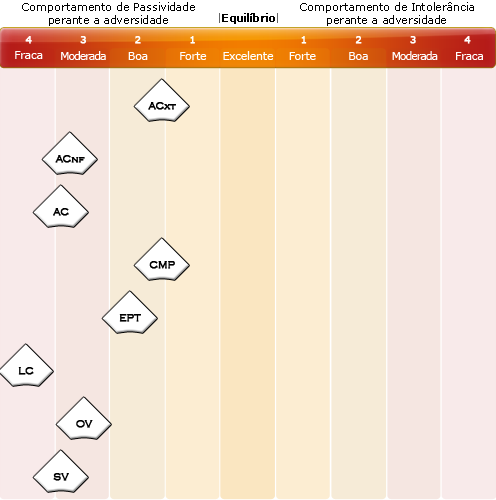 Comportamento de Passividade
perante a adversidade
|Equilíbrio|
Comportamento de Intolerância
perante a adversidade
4 3 2 1 1 2 3 4
Fraca Moderada Boa Forte Excelente Forte Boa Moderada Fraca
ACXT
ACNF
AC
CMP
EPT
LC
OV
SV